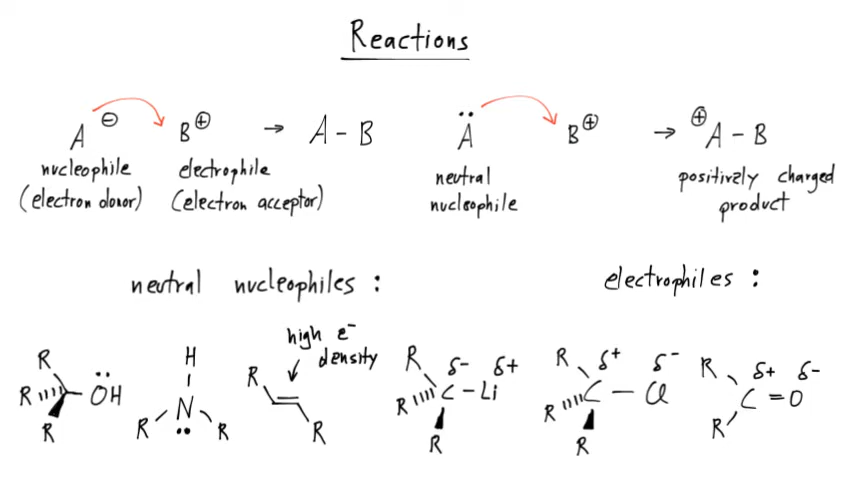 Reactions
A ⊖ B ⊕ → A - B
nucleophile electrophile
(electron donor) (electron acceptor)
Ä B ⊕ → ⊕ A - B
neutral positively charged
nucleophile product
neutral nucleophiles :
electrophiles :
high e⁻
density
R R R C OH
H N R R
R R
R R R C - Li δ- δ+
R R R C - Cl δ+ δ-
R R C = O δ+ δ-